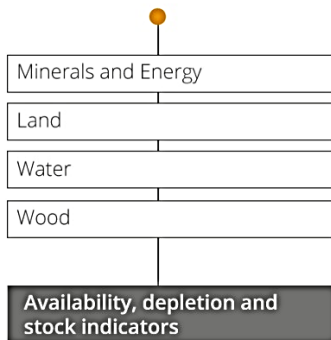 Minerals and Energy
Land
Water
Wood
Availability, depletion and
stock indicators